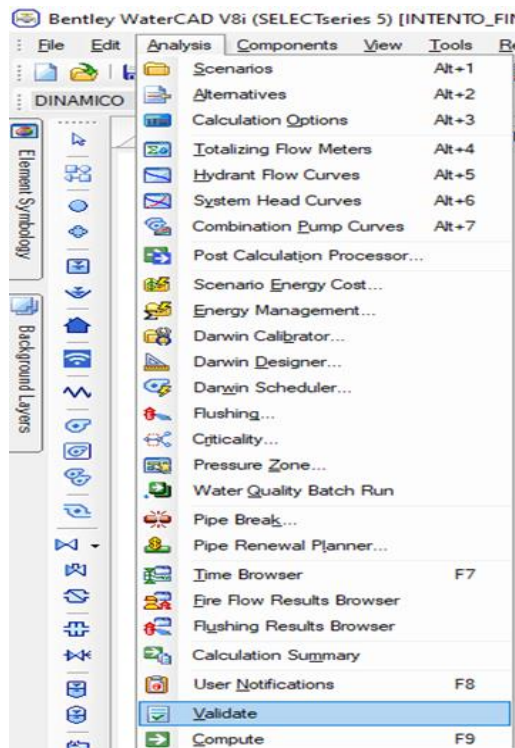 Bentley WaterCAD V8i (SELECTseries 5) [INTENTO_FI
File Edit Analysis Components View Tools
DINAMICO
Element Symbology
Background Layers
Scenarios Alt+1
Alternatives Alt+2
Calculation Options Alt+3
Totalizing Flow Meters Alt+4
Hydrant Flow Curves Alt+5
System Head Curves Alt+6
Combination Pump Curves Alt+7
Post Calculation Processor...
Scenario Energy Cost...
Energy Management...
Darwin Calibrator...
Darwin Designer...
Darwin Scheduler...
Flushing...
Criticality...
Pressure Zone...
Water Quality Batch Run
Pipe Break...
Pipe Renewal Planner...
Time Browser F7
Fire Flow Results Browser
Flushing Results Browser
Calculation Summary
User Notifications F8
Validate
Compute F9